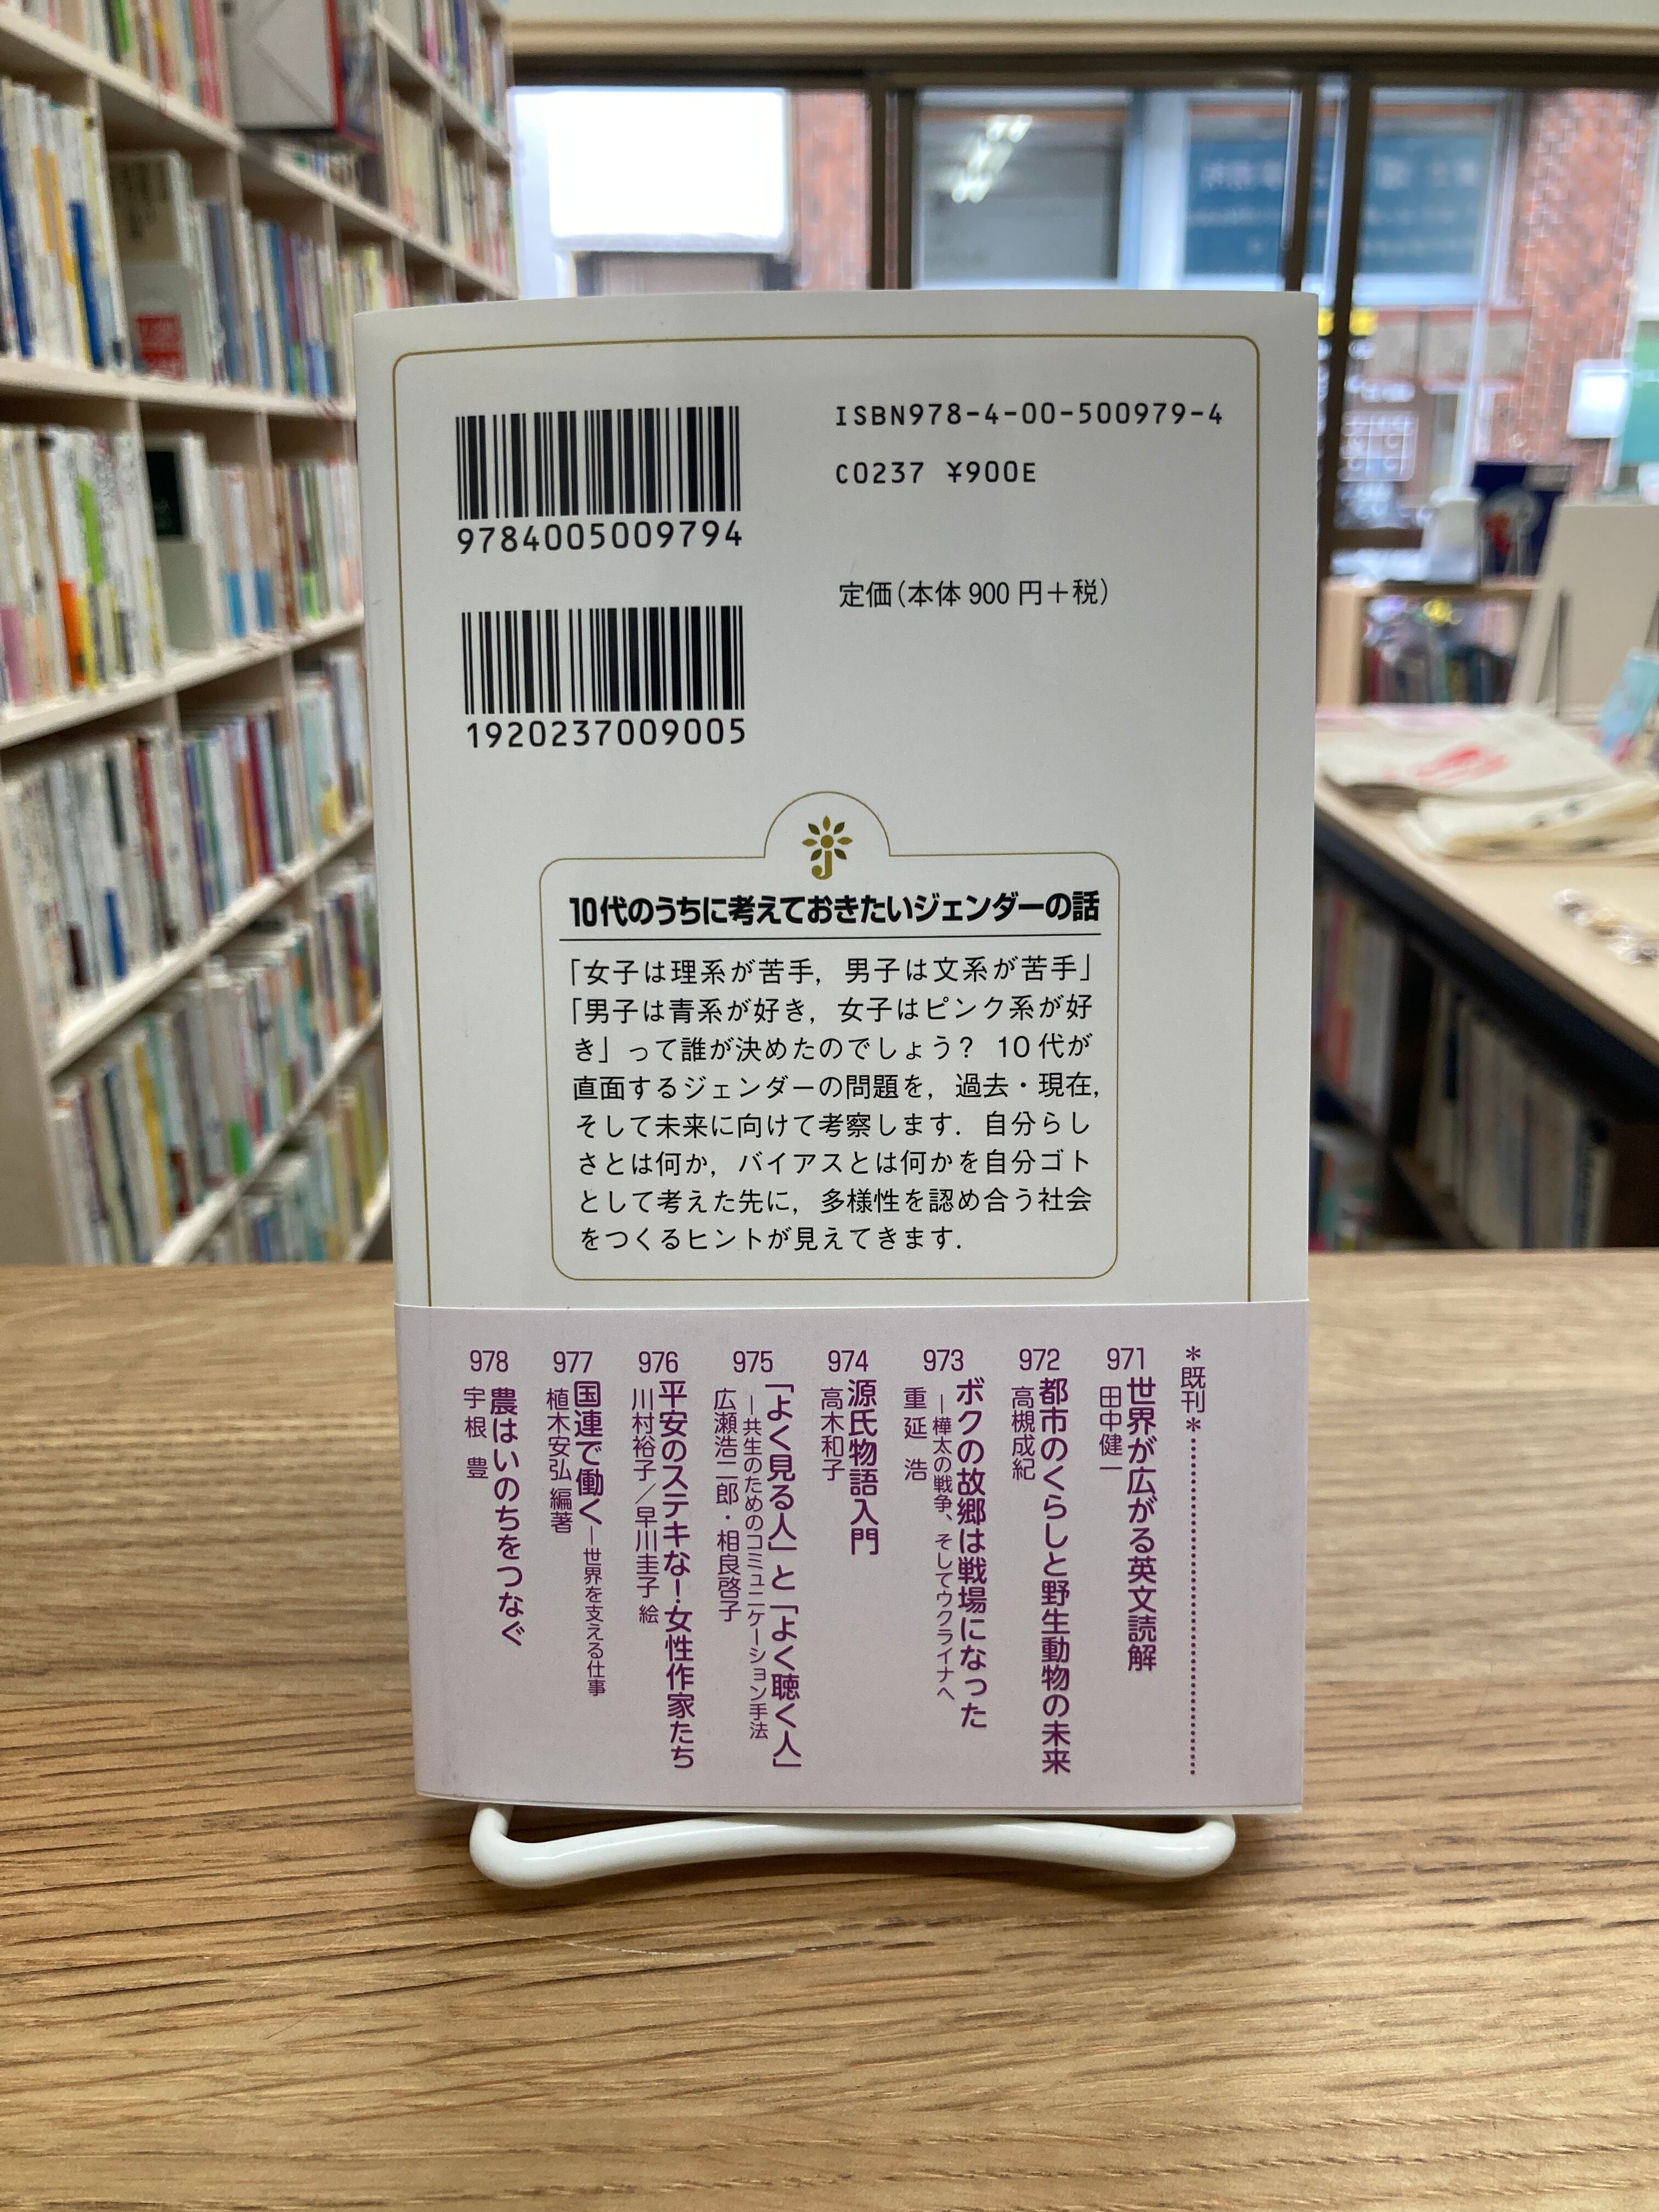 9784005009794
ISBN978-4-00-500979-4
C0237 ¥900E
1920237009005
定価（本体 900 円＋税）
10代のうちに考えておきたいジェンダーの話
「女子は理系が苦手，男子は文系が苦手」
「男子は青系が好き，女子はピンク系が好
き」って誰が決めたのでしょう？ 10代が
直面するジェンダーの問題を，過去・現在，
そして未来に向けて考察します．自分らし
さとは何か，バイアスとは何かを自分ゴト
として考えた先に，多様性を認め合う社会
をつくるヒントが見えてきます．
＊既刊＊
971 世界が広がる英文読解
田中健一
972 都市のくらしと野生動物の未来
高槻成紀
973 ボクの故郷は戦場になった
―樺太の戦争、そしてウクライナへ
重延 浩
974 源氏物語入門
高木和子
975 「よく見る人」と「よく聴く人」
―共生のためのコミュニケーション手法
広瀬浩二郎・相良啓子
976 平安のステキな！女性作家たち
川村裕子／早川圭子 絵
977 国連で働く―世界を支える仕事
植木安弘 編著
978 農はいのちをつなぐ
宇根 豊